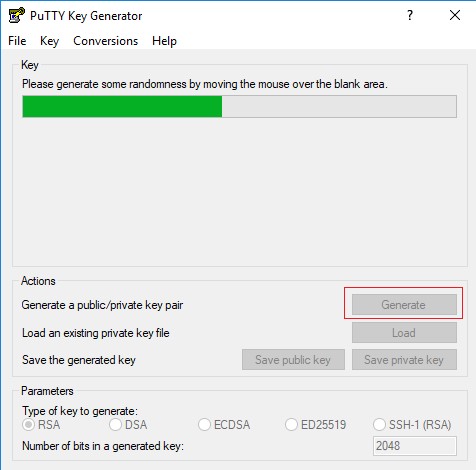 PuTTY Key Generator
File Key Conversions Help
Key
Please generate some randomness by moving the mouse over the blank area.
Actions
Generate a public/private key pair Generate
Load an existing private key file Load
Save the generated key Save public key Save private key
Parameters
Type of key to generate:
RSA DSA ECDSA ED25519 SSH-1 (RSA)
Number of bits in a generated key: 2048